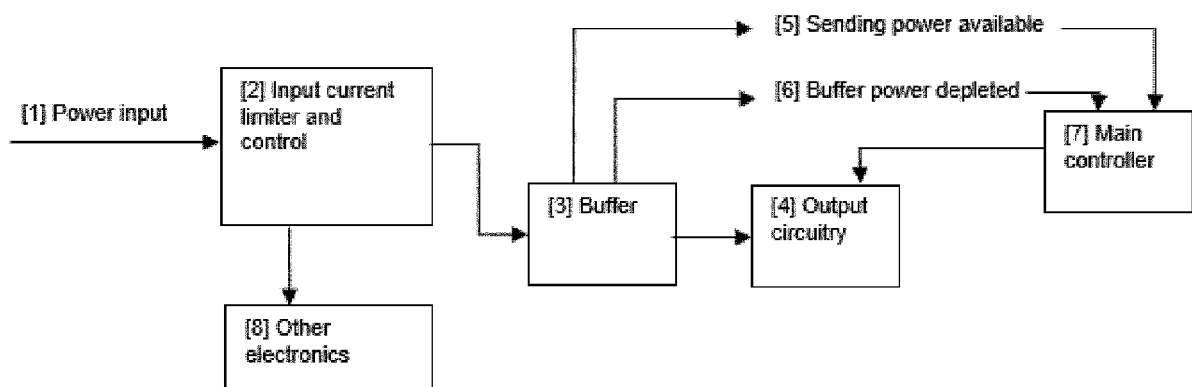 [5] Sending power available
[2] Input current
limiter and
control
[6] Buffer power depleted
[1] Power input
[7] Main
controller
[3] Buffer
[4] Output
circuitry
[8] Other
electronics